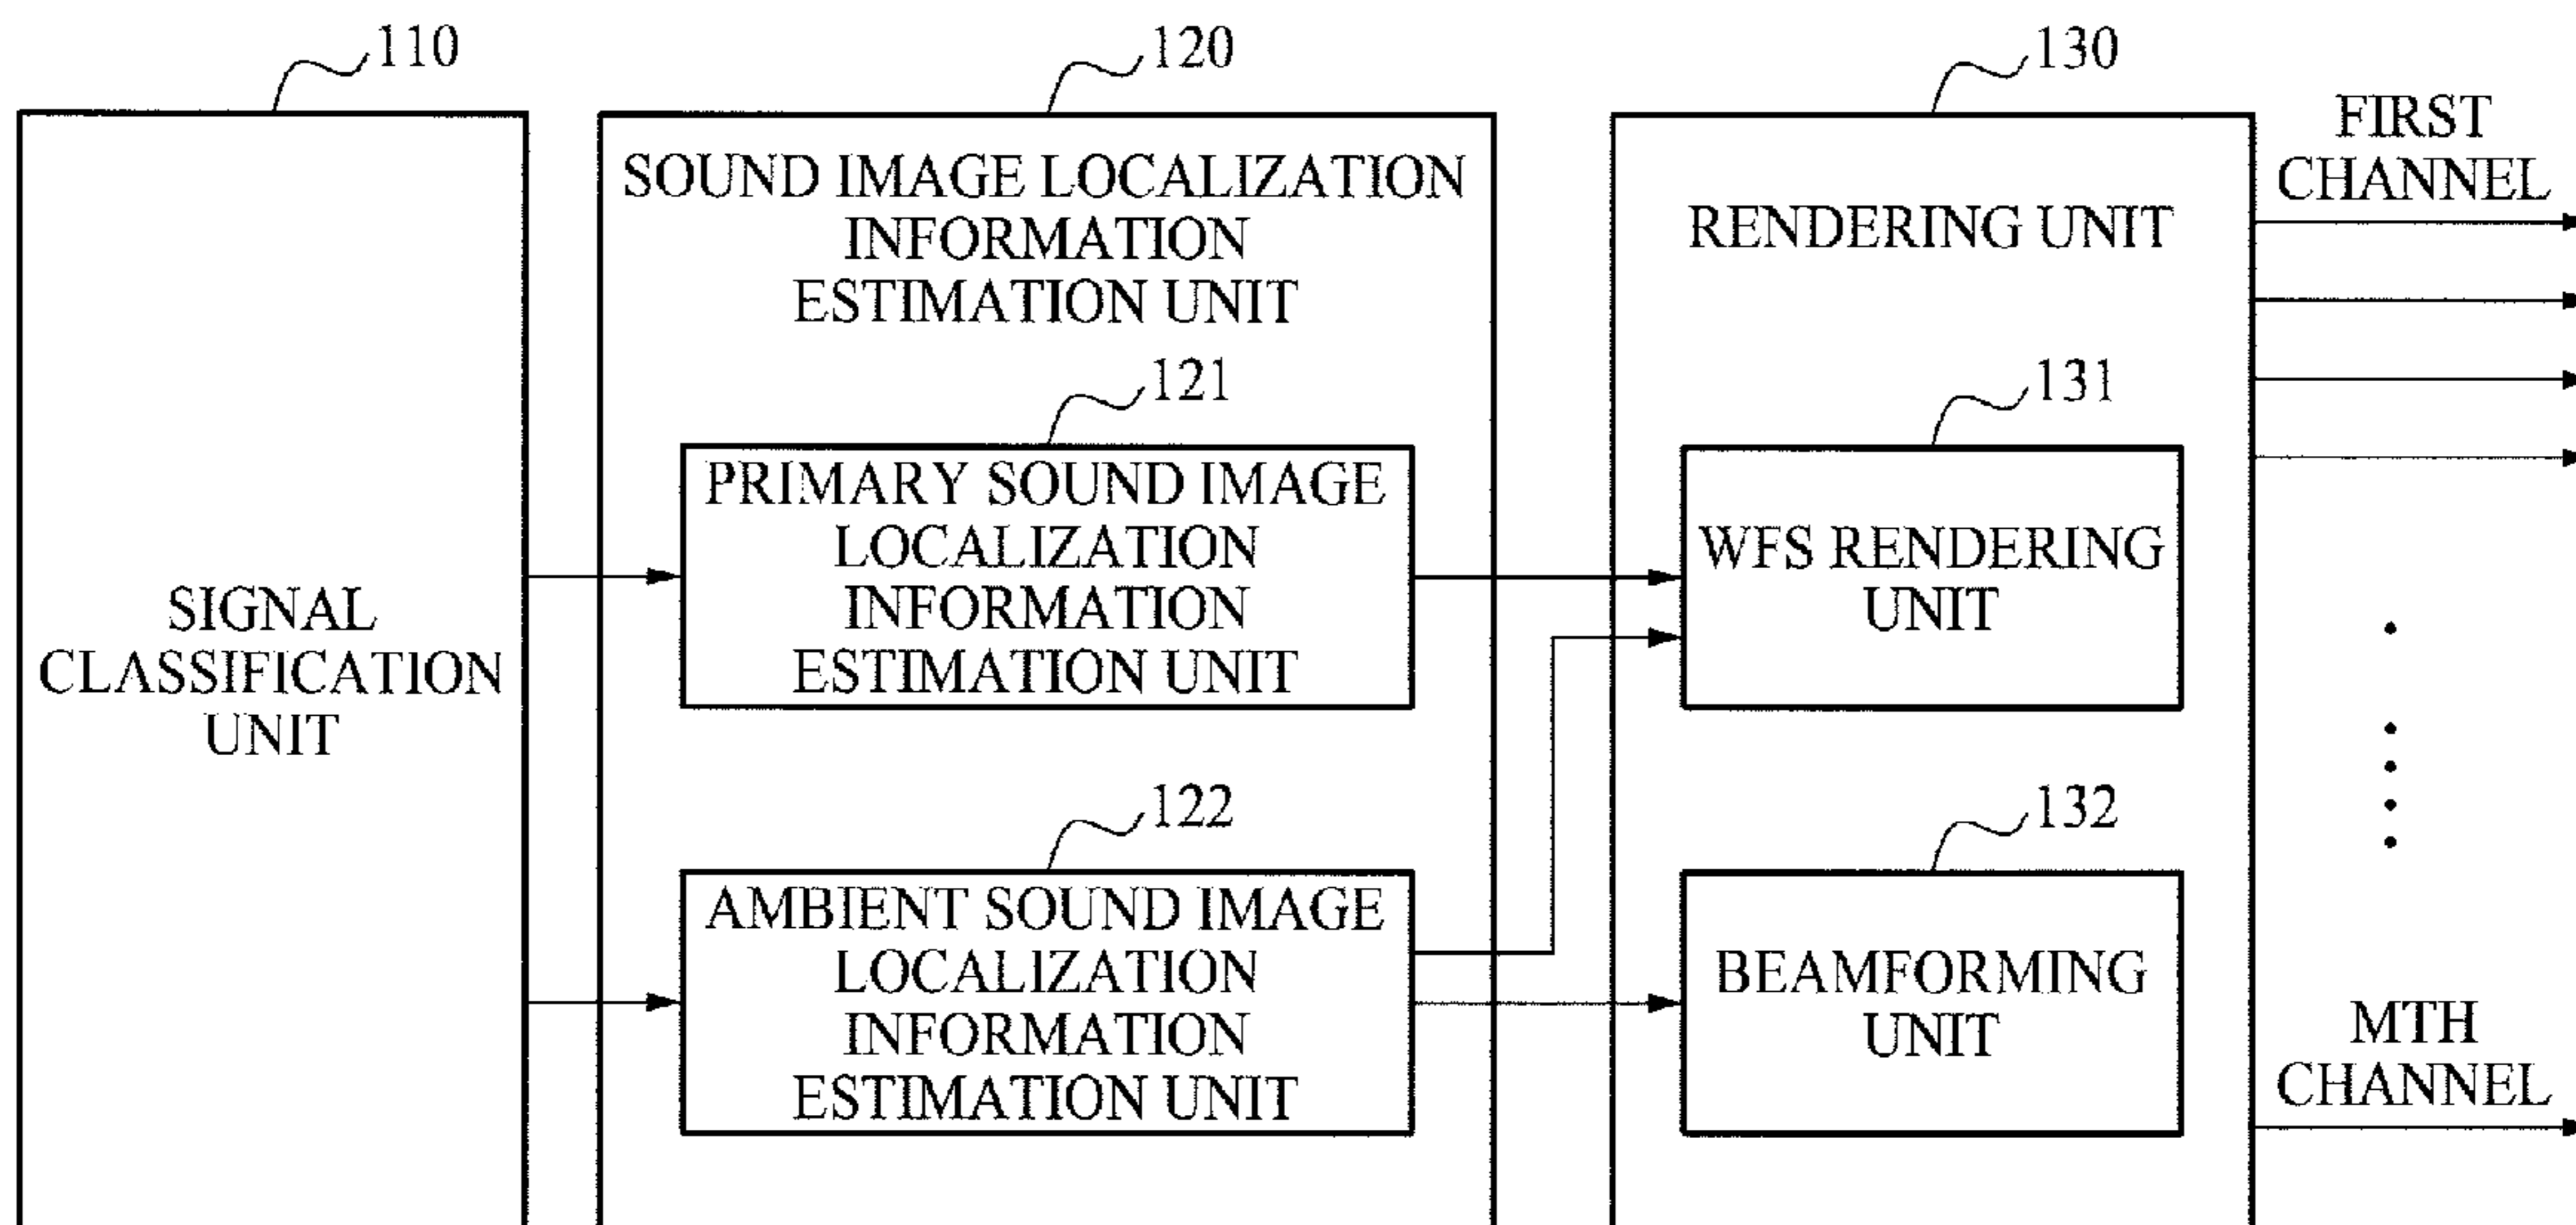 110
SIGNAL
CLASSIFICATION
UNIT
120
SOUND IMAGE LOCALIZATION
INFORMATION
ESTIMATION UNIT
121
PRIMARY SOUND IMAGE
LOCALIZATION
INFORMATION
ESTIMATION UNIT
122
AMBIENT SOUND IMAGE
LOCALIZATION
INFORMATION
ESTIMATION UNIT
130
RENDERING UNIT
131
WFS RENDERING
UNIT
132
BEAMFORMING
UNIT
FIRST
CHANNEL
MTH
CHANNEL